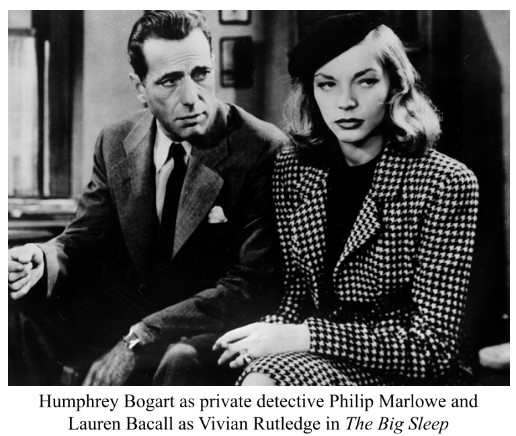 Humphrey Bogart as private detective Philip Marlowe and
Lauren Bacall as Vivian Rutledge in The Big Sleep